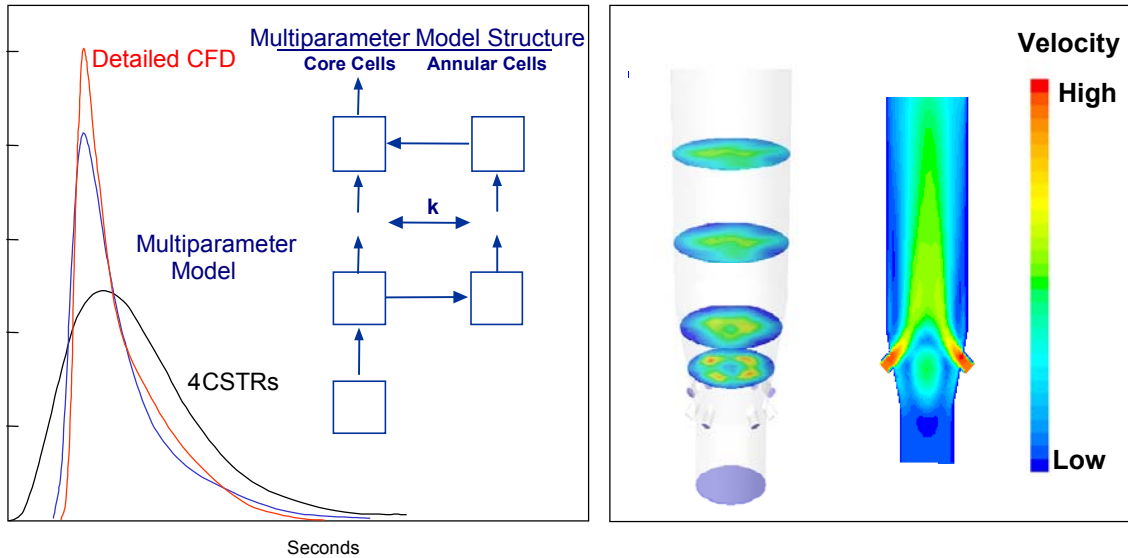 Multiparameter Model Structure
Detailed CFD
Core Cells Annular Cells
k
Multiparameter
Model
4CSTRs
Seconds
Velocity
High
Low